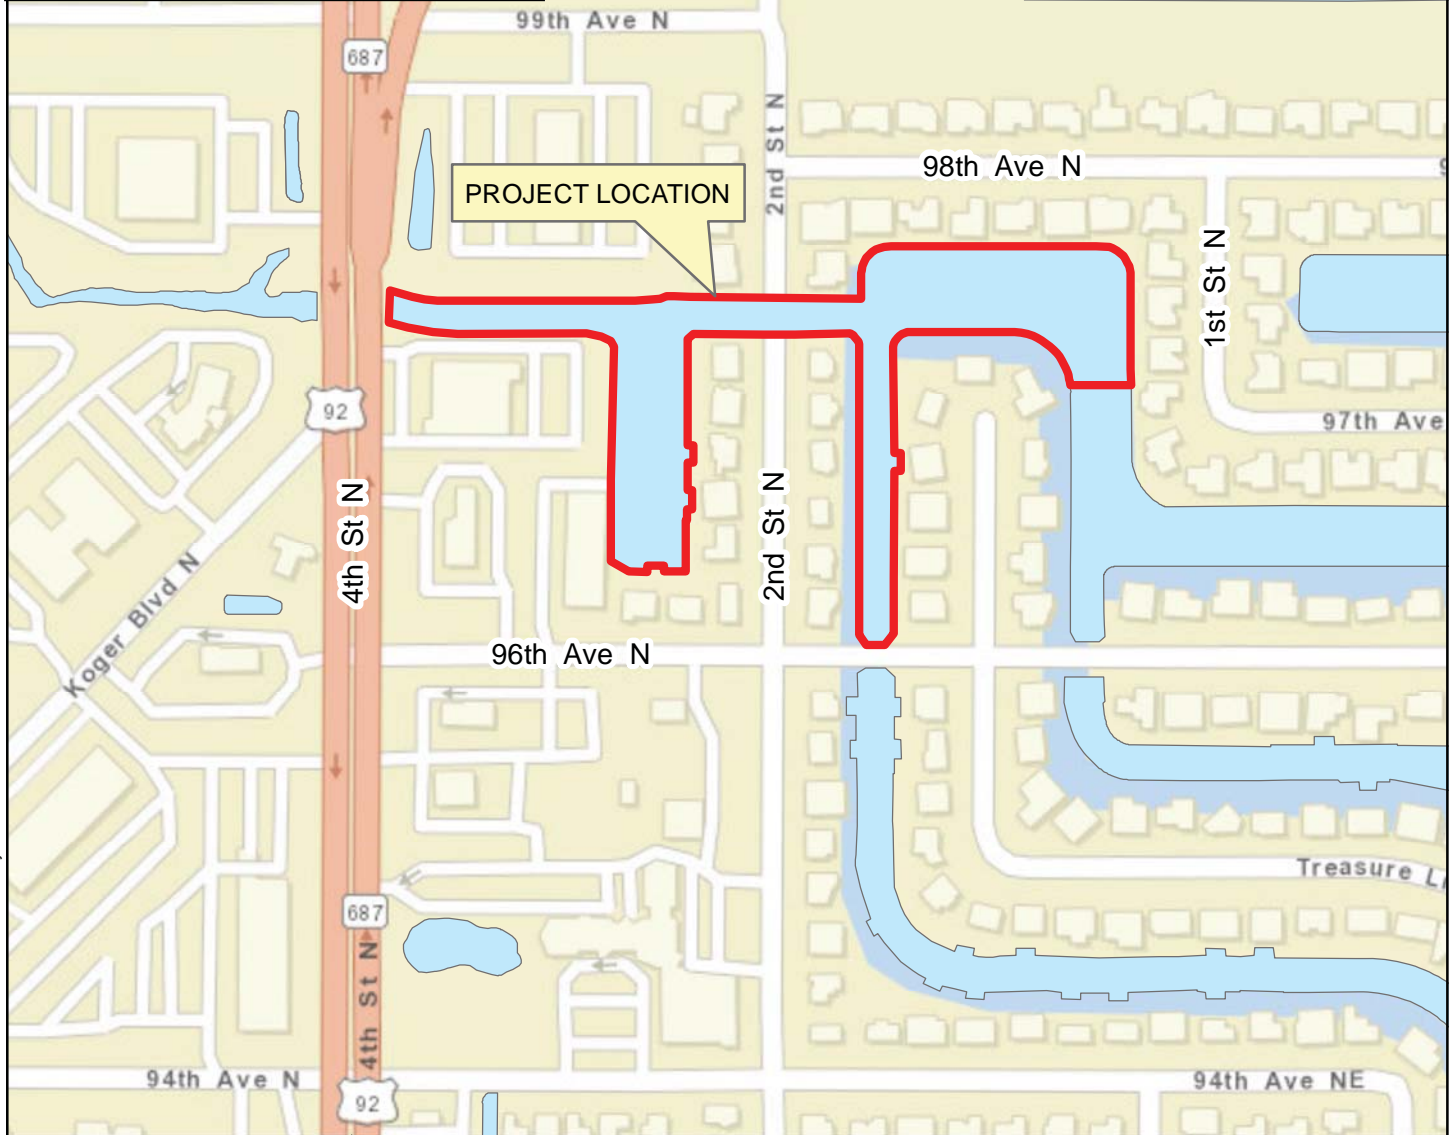 99th Ave N
687
2nd St N
98th Ave N
PROJECT LOCATION
1st St N
92
97th Ave
4th St N
2nd St N
Koger Blvd N
96th Ave N
Treasure
687
4th St N
94th Ave N
94th Ave NE
92